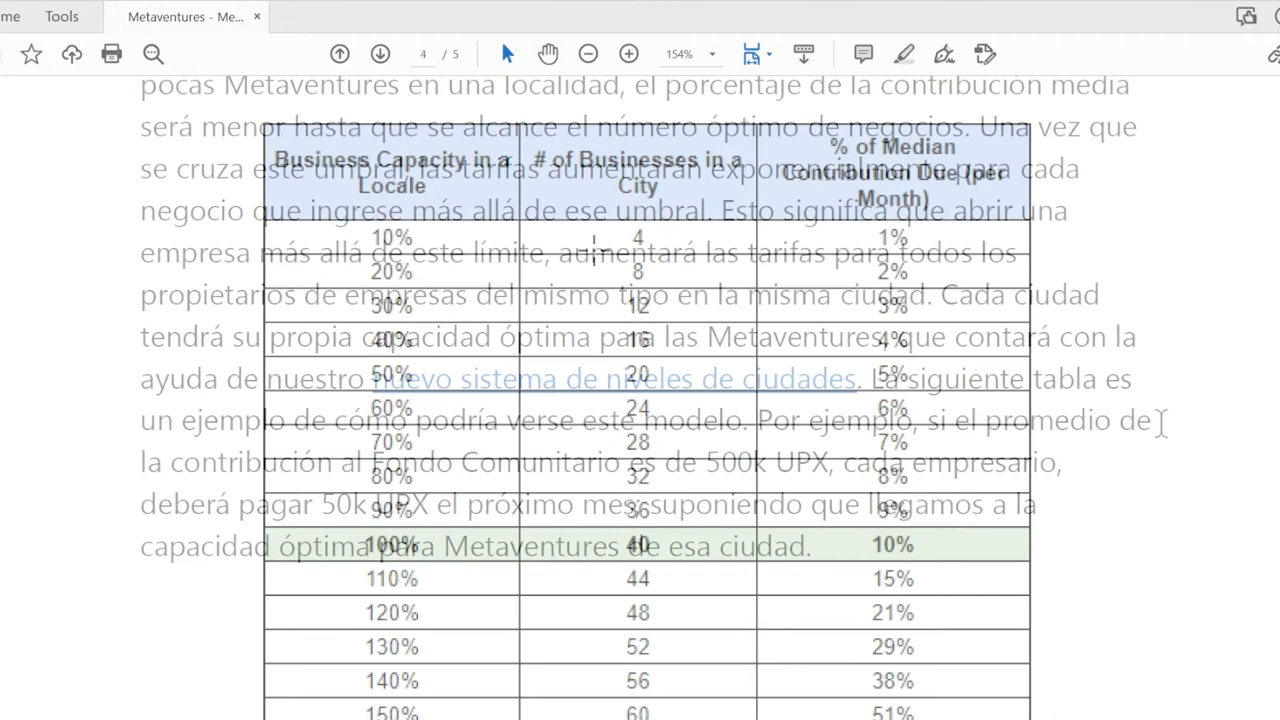 me Tools Metaventures - Me... ×
4 / 5 154%
pocas Metaventures en una localidad, el porcentaje de la contribución media
será menor hasta que se alcance el número óptimo de negocios. Una vez que
se cruza este umbral, las tarifas aumentarán exponencialmente para cada
negocio que ingrese más allá de ese umbral. Esto significa que abrir una
empresa más allá de este límite, aumentará las tarifas para todos los
propietarios de empresas del mismo tipo en la misma ciudad. Cada ciudad
tendrá su propia capacidad óptima para las Metaventures, que contará con la
ayuda de nuestro nuevo sistema de niveles de ciudades. La siguiente tabla es
un ejemplo de cómo podría verse este modelo. Por ejemplo, si el promedio de
la contribución al Fondo Comunitario es de 500k UPX, cada empresario,
deberá pagar 50k UPX el próximo mes, suponiendo que llegamos a la
capacidad óptima para Metaventures de esa ciudad.
Business Capacity in a Locale # of Businesses in a City % of Median Contribution Due (per Month)
10% 4 1%
20% 8 2%
30% 12 3%
40% 16 4%
50% 20 5%
60% 24 6%
70% 28 7%
80% 32 8%
90% 36 9%
100% 40 10%
110% 44 15%
120% 48 21%
130% 52 29%
140% 56 38%
150% 60 51%